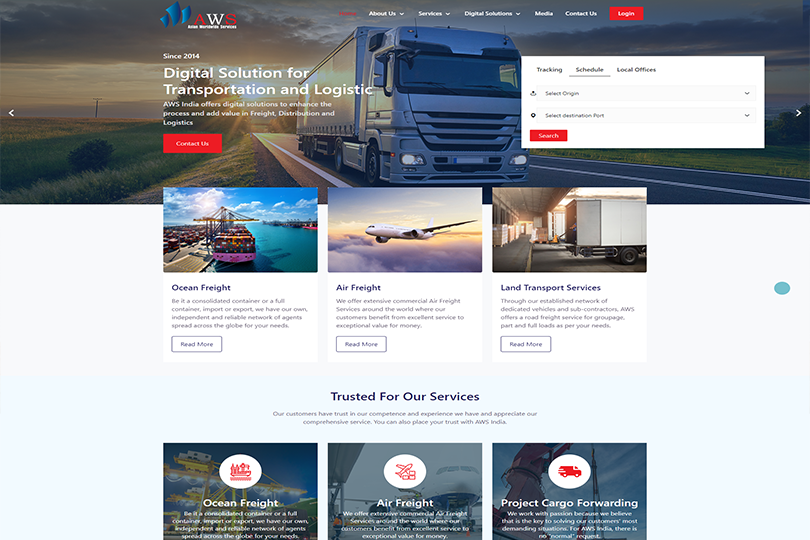 AWS
Asian Worldwide Services
Home
About Us
Services
Digital Solutions
Media
Contact Us
Login
Since 2014
Digital Solution for
Transportation and Logistic
AWS India offers digital solutions to enhance the
process and add value in Freight, Distribution and
Logistics
Contact Us
Tracking
Schedule
Local Offices
Select Origin
Select destination Port
Search
Ocean Freight
Be it a consolidated container or a full
container, import or export, we have our own,
independent and reliable network of agents
spread across the globe for your needs.
Read More
Air Freight
We offer extensive commercial Air Freight
Services around the world where our
customers benefit from excellent service to
exceptional value for money.
Read More
Land Transport Services
Through our established network of
dedicated vehicles and sub-contractors, AWS
offers a road freight service for groupage,
part and full loads as per your needs.
Read More
Trusted For Our Services
Our customers have trust in our competence and experience we have and appreciate our
comprehensive service. You can also place your trust with AWS India.
Ocean Freight
Be it a consolidated container or a full
container, import or export, we have our own,
independent and reliable network of agents
spread across the globe for your needs.
Air Freight
We offer extensive commercial Air Freight
Services around the world where our
customers benefit from excellent service to
exceptional value for money.
Project Cargo Forwarding
We work with passion because we believe
that is the key to solving our customers' most
demanding situations. For AWS India, there is
no "normal" request.